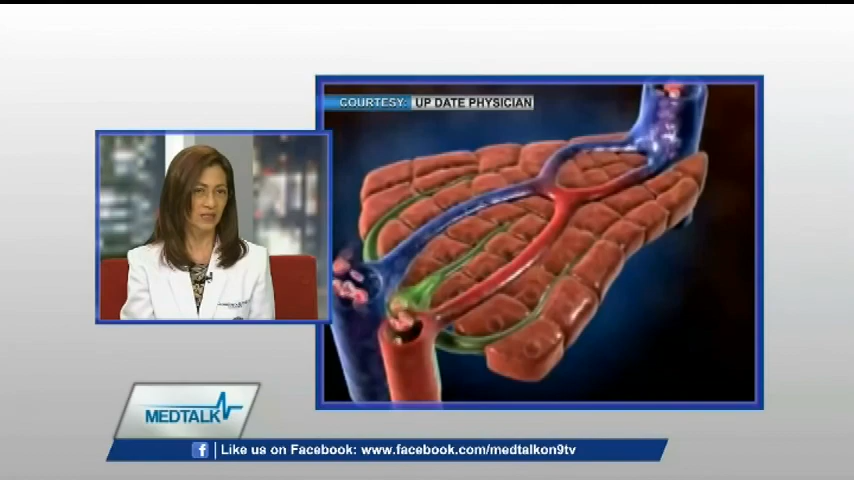 COURTESY: UP DATE PHYSICIAN
MEDTALK
f Like us on Facebook: www.facebook.com/medtalkon9tv